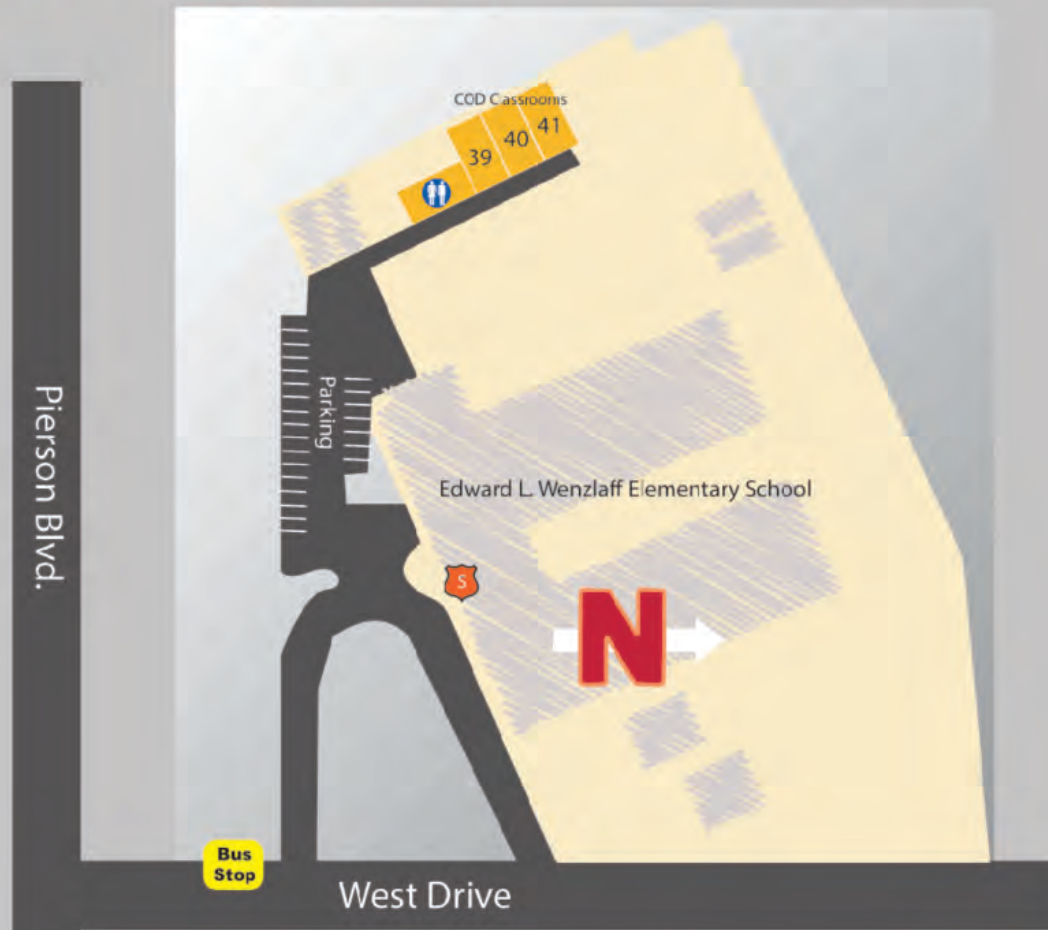 COD Classrooms
41
40
39
Parking
Pierson Blvd.
Edward L. Wenzlaff Elementary School
S
N
Bus
Stop
West Drive